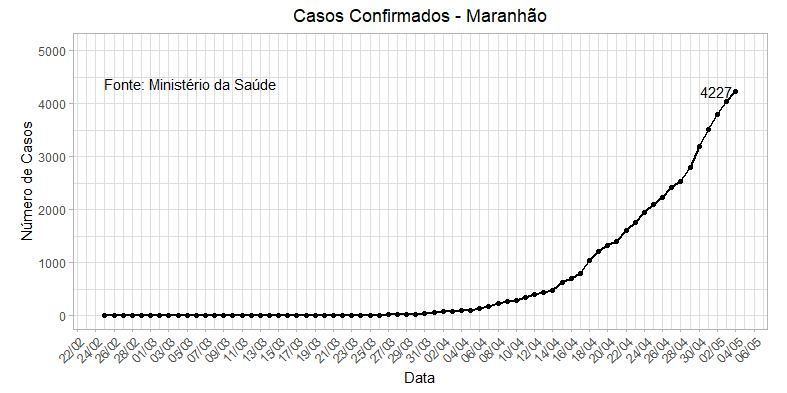 Casos Confirmados - Maranhão
5000
Fonte: Ministério da Saúde
4227
4000
3000
2000
1000
0
Número de Casos
22/02 24/02 26/02 28/02 01/03 03/03 05/03 07/03 09/03 11/03 13/03 15/03 17/03 19/03 21/03 23/03 25/03 27/03 29/03 31/03 02/04 04/04 06/04 08/04 10/04 12/04 14/04 16/04 18/04 20/04 22/04 24/04 26/04 28/04 30/04 02/05 04/05 06/05
Data